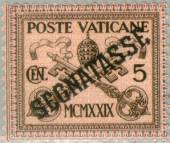 POSTE VATICANE
SEGNATASSE
CENT. 5
MCMXXIX